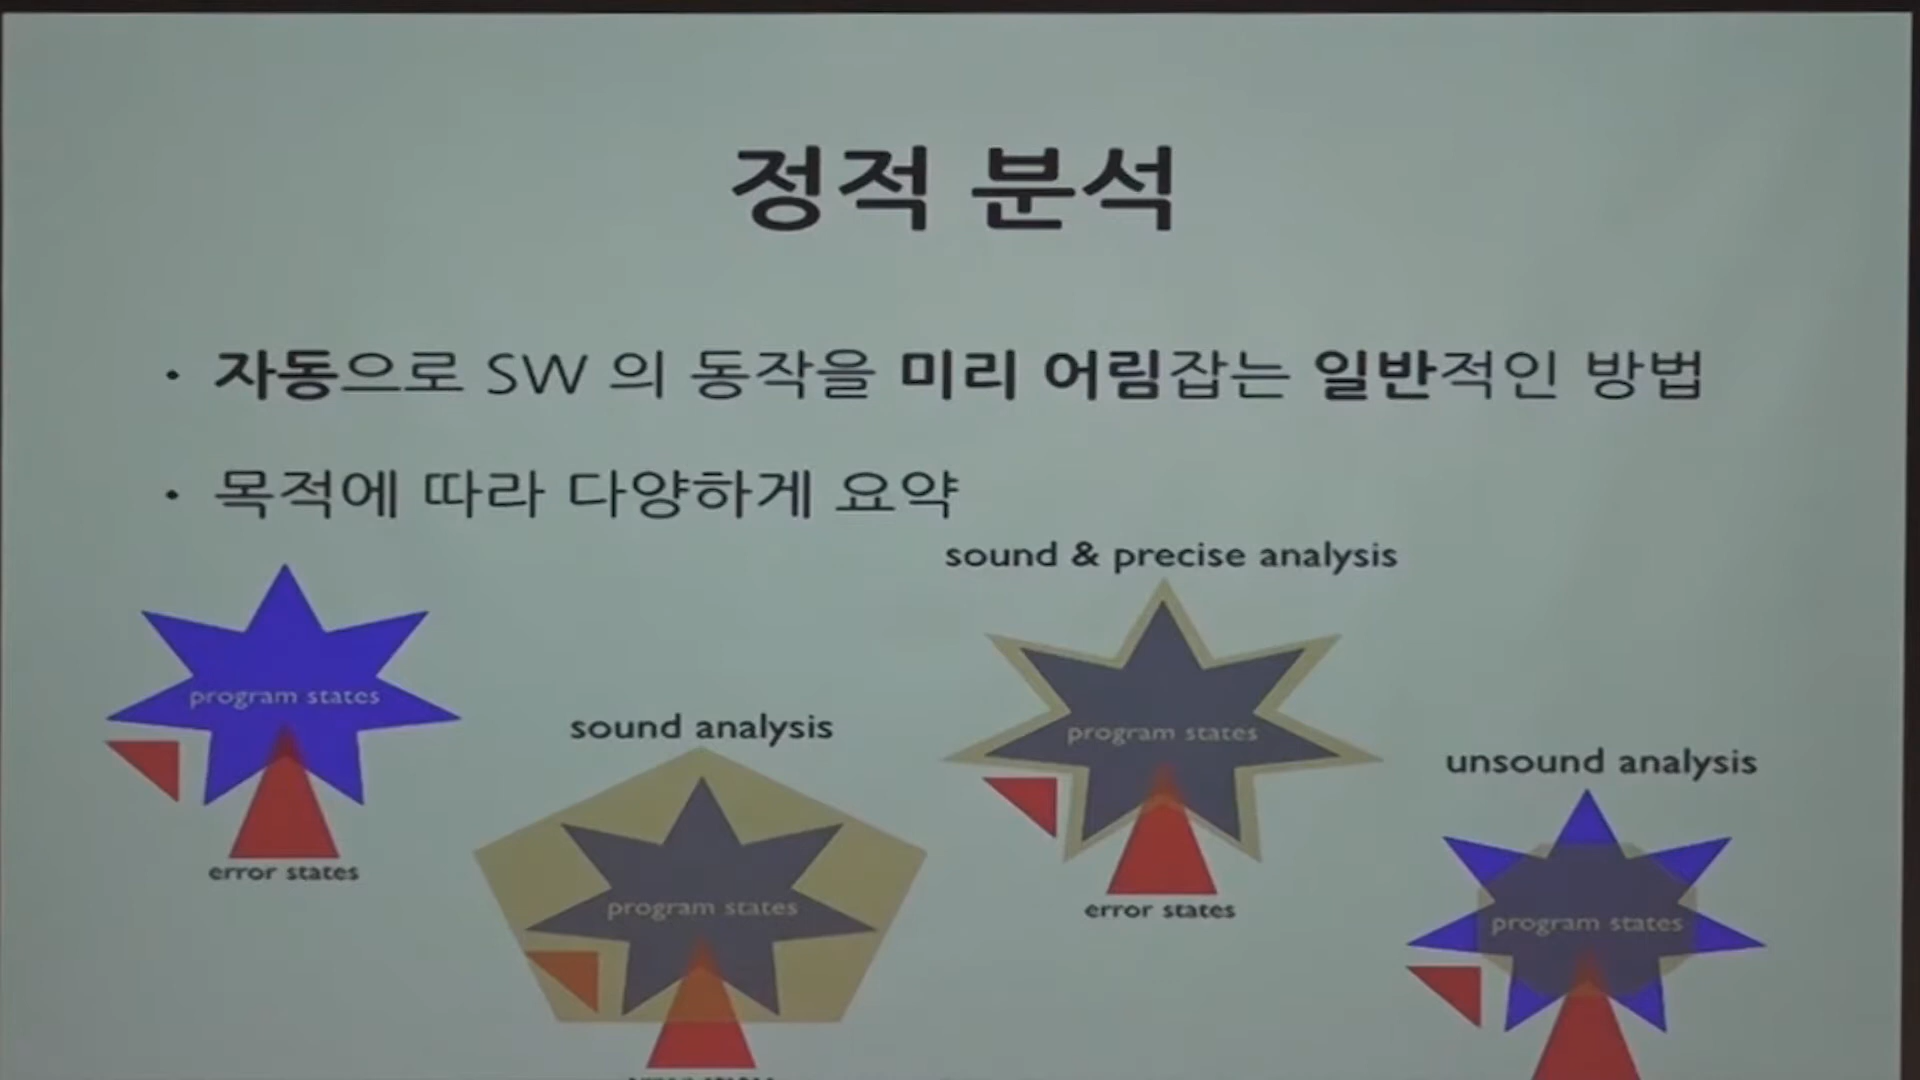 정적 분석
• 자동으로 SW 의 동작을 미리 어림잡는 일반적인 방법
• 목적에 따라 다양하게 요약
sound & precise analysis
program states
error states
sound analysis
program states
program states
error states
unsound analysis
program states